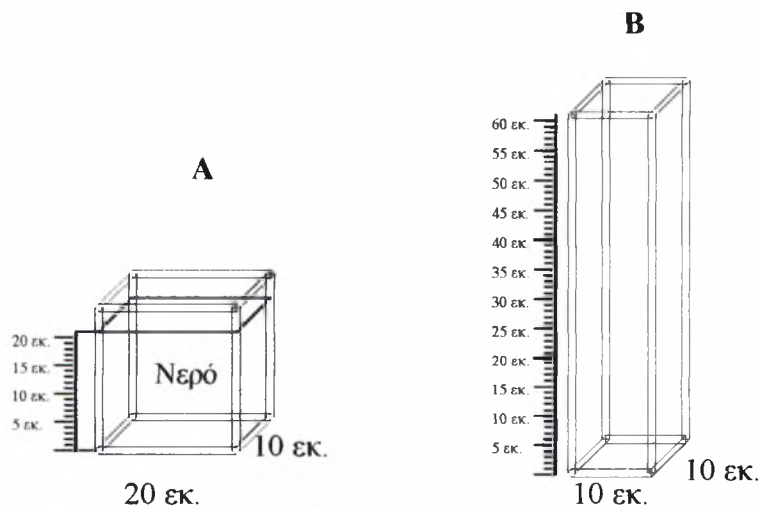 A
20 εκ.
15 εκ.
10 εκ.
5 εκ.
Νερό
10 εκ.
20 εκ.
B
60 εκ.
55 εκ.
50 εκ.
45 εκ.
40 εκ.
35 εκ.
30 εκ.
25 εκ.
20 εκ.
15 εκ.
10 εκ.
5 εκ.
10 εκ.
10 εκ.